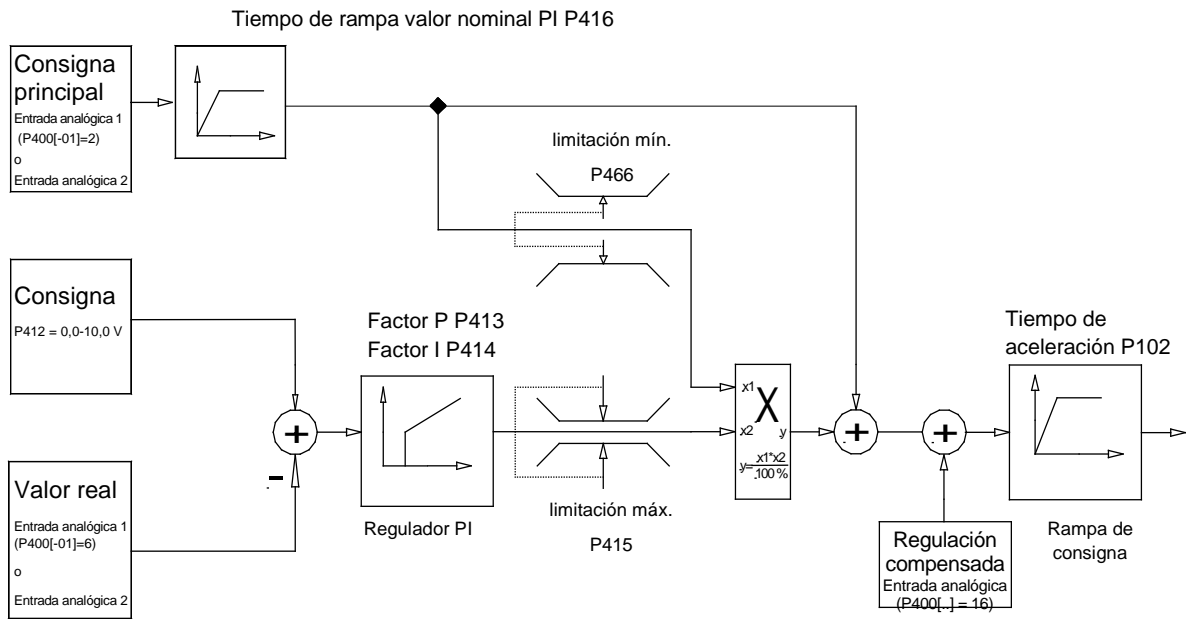 Tiempo de rampa valor nominal PI P416
Consigna
principal
Entrada analógica 1
(P400[-01]=2)
o
Entrada analógica 2
limitación mín.
P466
Consigna
P412 = 0,0-10,0 V
Factor P P413
Factor I P414
Tiempo de
aceleración P102
x1
X
x2
y
y=x1*x2
100 %
+
+
+
-
Valor real
Entrada analógica 1
(P400[-01]=6)
o
Entrada analógica 2
Regulador PI
limitación máx.
P415
Regulación
compensada
Entrada analógica
(P400[..] = 16)
Rampa de
consigna